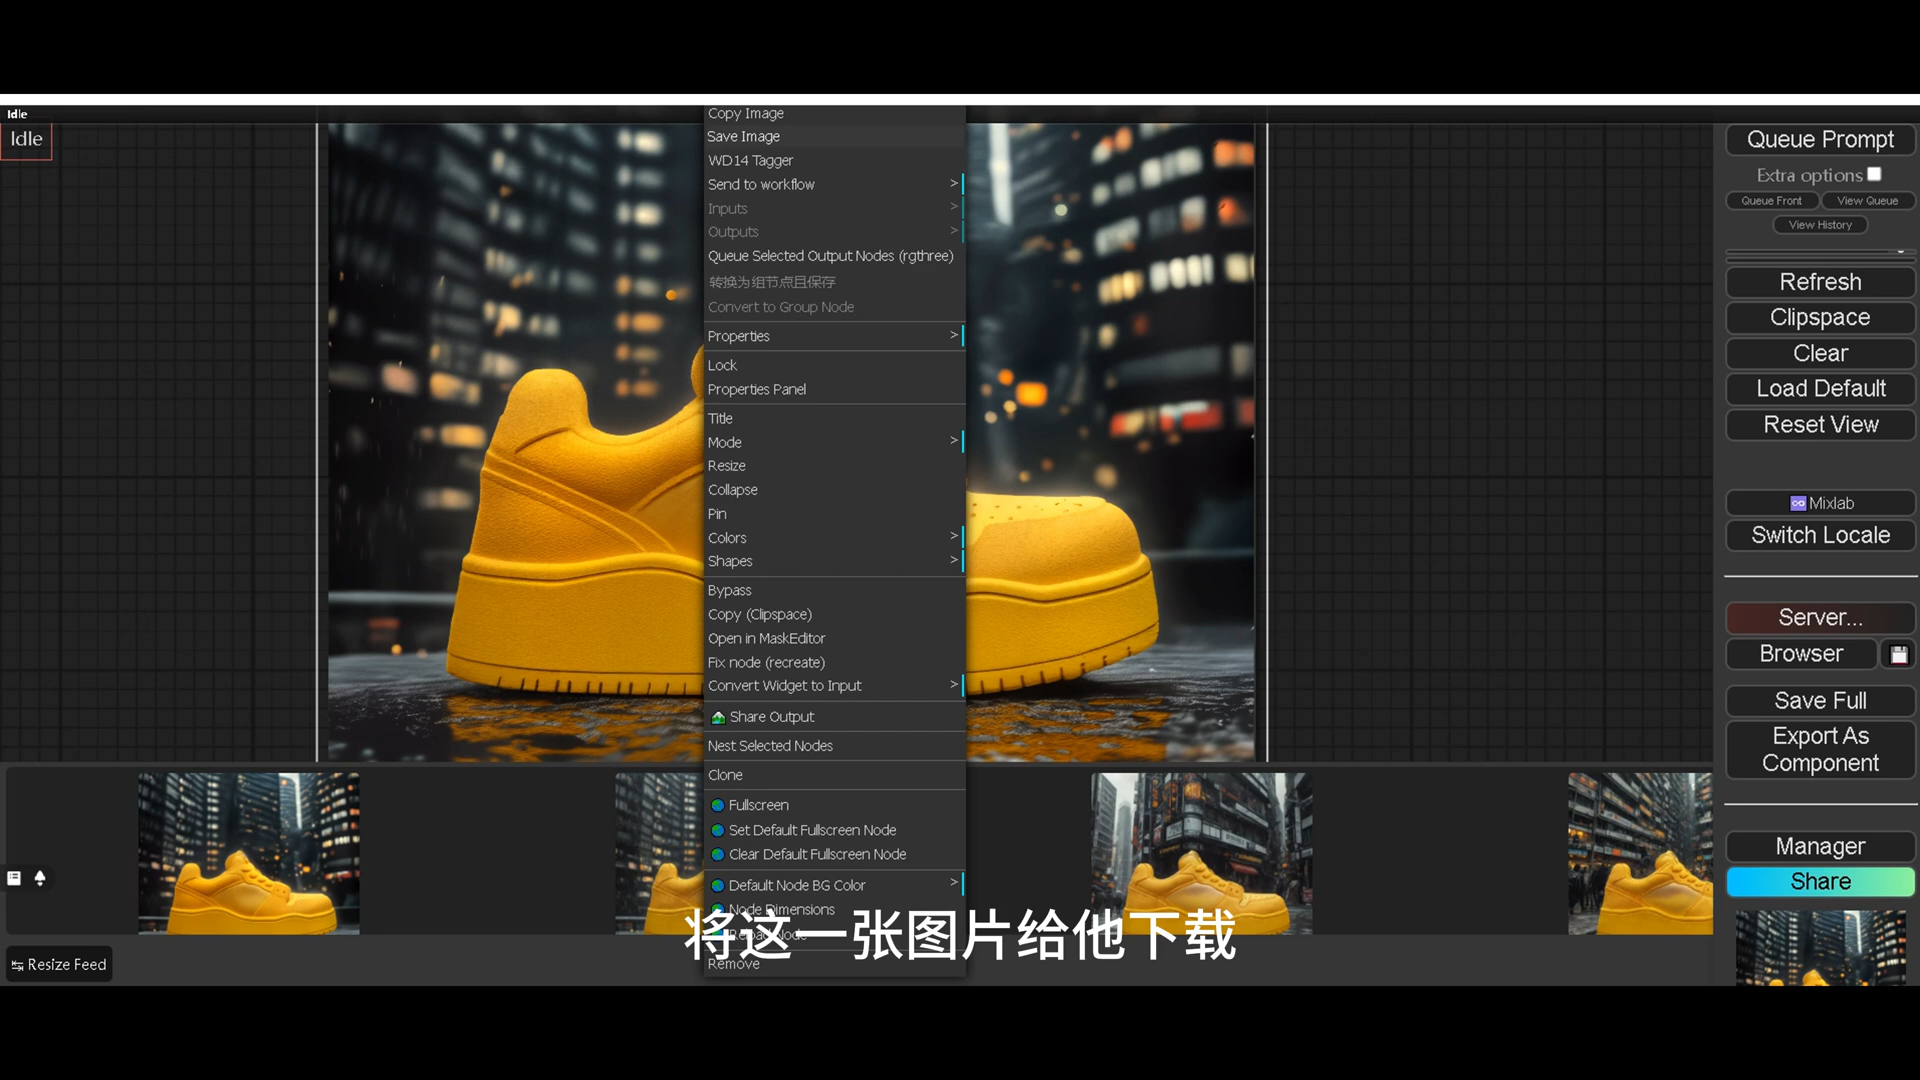 Idle
Idle
Copy Image
Save Image
WD14 Tagger
Send to workflow >
Inputs >
Outputs >
Queue Selected Output Nodes (rgthree)
转换为组节点且保存
Convert to Group Node
Properties >
Lock
Properties Panel
Title
Mode >
Resize
Collapse
Pin
Colors >
Shapes >
Bypass
Copy (Clipspace)
Open in MaskEditor
Fix node (recreate)
Convert Widget to Input >
Share Output
Nest Selected Nodes
Clone
Fullscreen
Set Default Fullscreen Node
Clear Default Fullscreen Node
Default Node BG Color >
Node Dimensions
Reload Node
Remove
将这一张图片给他下载
Resize Feed
Queue Prompt
Extra options
Queue Front
View Queue
View History
Refresh
Clipspace
Clear
Load Default
Reset View
Mixlab
Switch Locale
Server...
Browser
Save Full
Export As
Component
Manager
Share